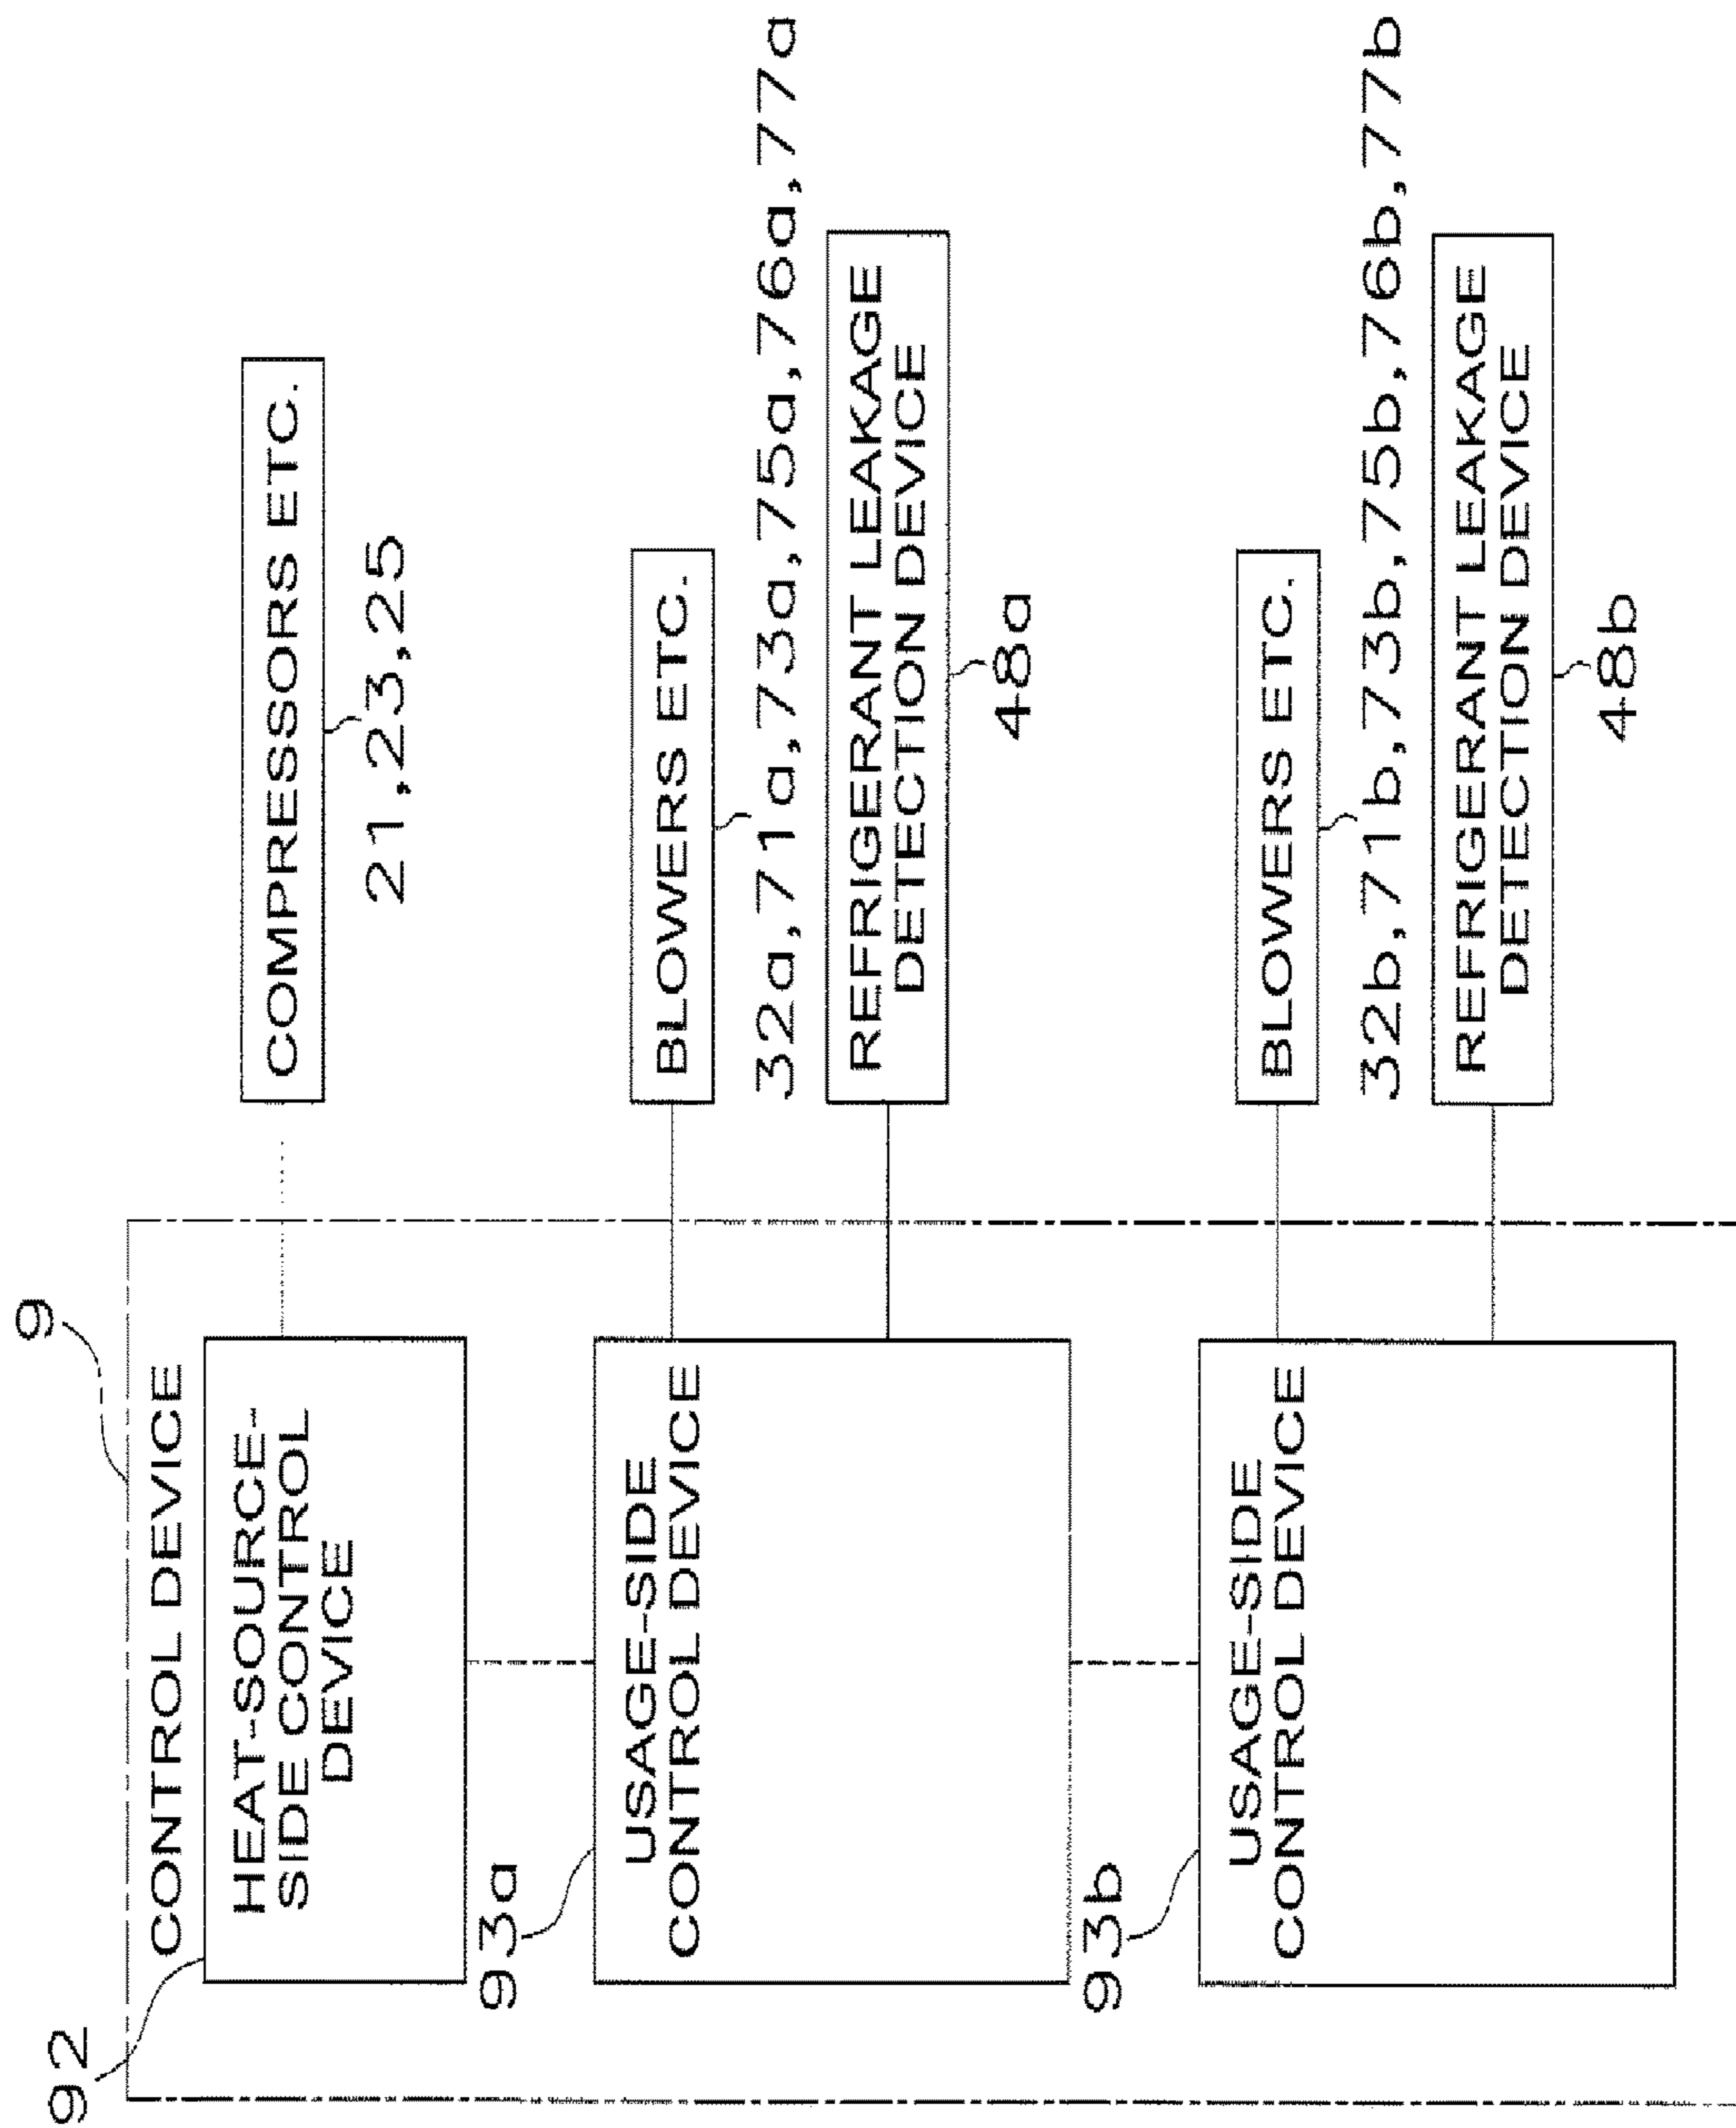 9
92
CONTROL DEVICE
HEAT-SOURCE-
SIDE CONTROL
DEVICE
COMPRESSORS ETC.
21,23,25
93a
USAGE-SIDE
CONTROL DEVICE
BLOWERS ETC.
32a,71a,73a,75a,76a,77a
REFRIGERANT LEAKAGE
DETECTION DEVICE
48a
93b
USAGE-SIDE
CONTROL DEVICE
BLOWERS ETC.
32b,71b,73b,75b,76b,77b
REFRIGERANT LEAKAGE
DETECTION DEVICE
48b